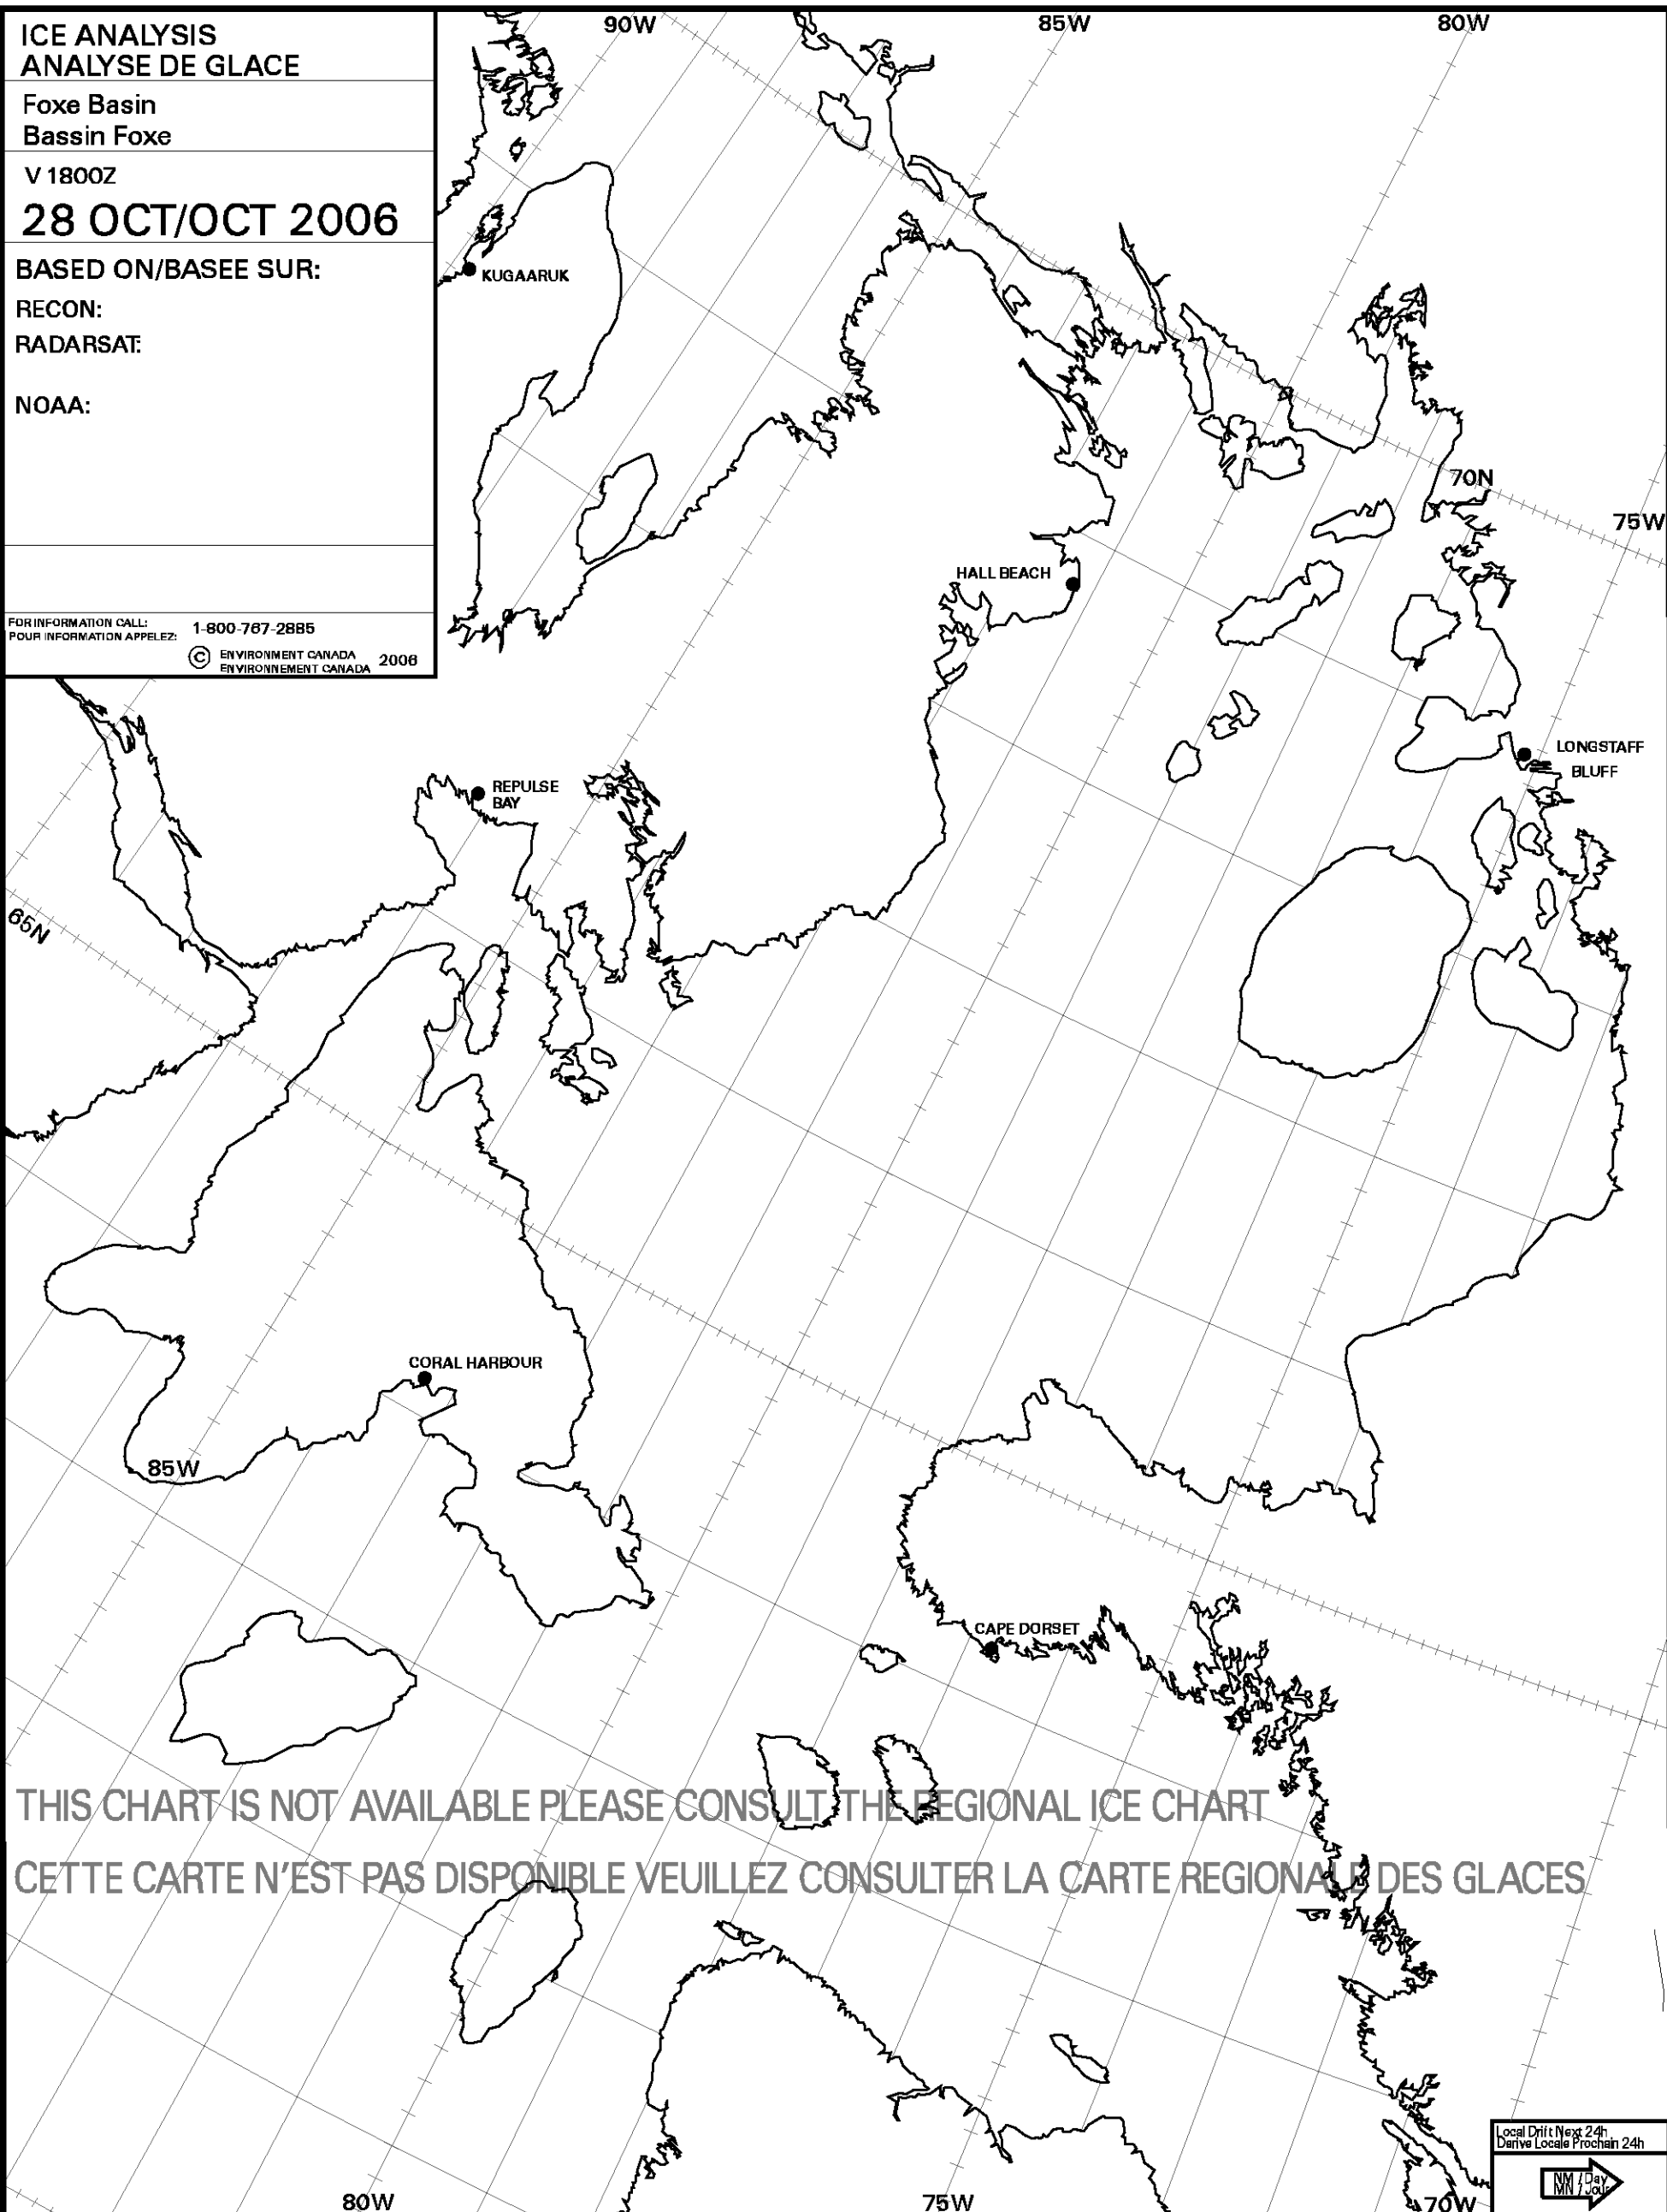 ICE ANALYSIS
ANALYSE DE GLACE
Foxe Basin
Bassin Foxe
V 1800Z
28 OCT/OCT 2006
BASED ON/BASEE SUR:
RECON:
RADARSAT:
NOAA:
FOR INFORMATION CALL:
POUR INFORMATION APPELEZ:
1-800-767-2885
© ENVIRONMENT CANADA
ENVIRONNEMENT CANADA 2006
90W
85W
80W
KUGAARUK
70N
75W
HALL BEACH
LONGSTAFF
BLUFF
REPULSE
BAY
65N
CORAL HARBOUR
85W
CAPE DORSET
THIS CHART IS NOT AVAILABLE PLEASE CONSULT THE REGIONAL ICE CHART
CETTE CARTE N'EST PAS DISPONIBLE VEUILLEZ CONSULTER LA CARTE REGIONALE DES GLACES
Local Drift Next 24h
Derive Locale Prochain 24h
NM / Day
MN / Jour
80W
75W
70W